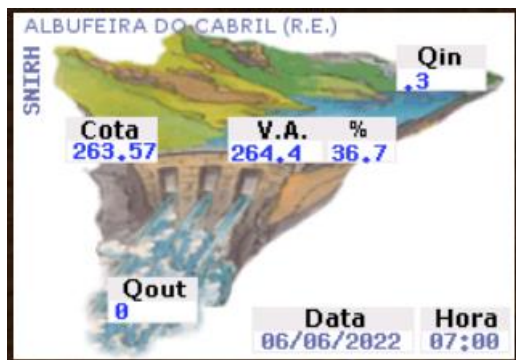 ALBUFEIRA DO CABRIL (R.E.)
SNIRH
Qin
.3
Cota V.A. %
263.57 264.4 36.7
Qout
0
Data Hora
06/06/2022 07:00